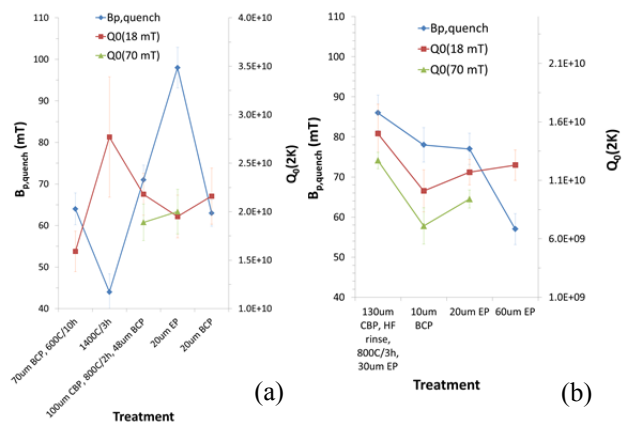 110
100
90
80
70
60
50
40
B_p,quench (mT)
Bp,quench
Q0(18 mT)
Q0(70 mT)
4.0E+10
3.5E+10
3.0E+10
2.5E+10
2.0E+10
1.5E+10
1.0E+10
Q_0(2K)
70um BCP, 600C/10h
1400C/3h
100um CBP, 800C/2h, 48um BCP
20um EP
20um BCP
Treatment
(a)
110
100
90
80
70
60
50
40
B_p,quench (mT)
Bp,quench
Q0(18 mT)
Q0(70 mT)
2.1E+10
1.6E+10
1.1E+10
6.0E+09
1.0E+09
Q_0(2K)
130um
CBP, HF
rinse,
800C/3h,
30um EP
10um
BCP
20um EP
60um EP
Treatment
(b)